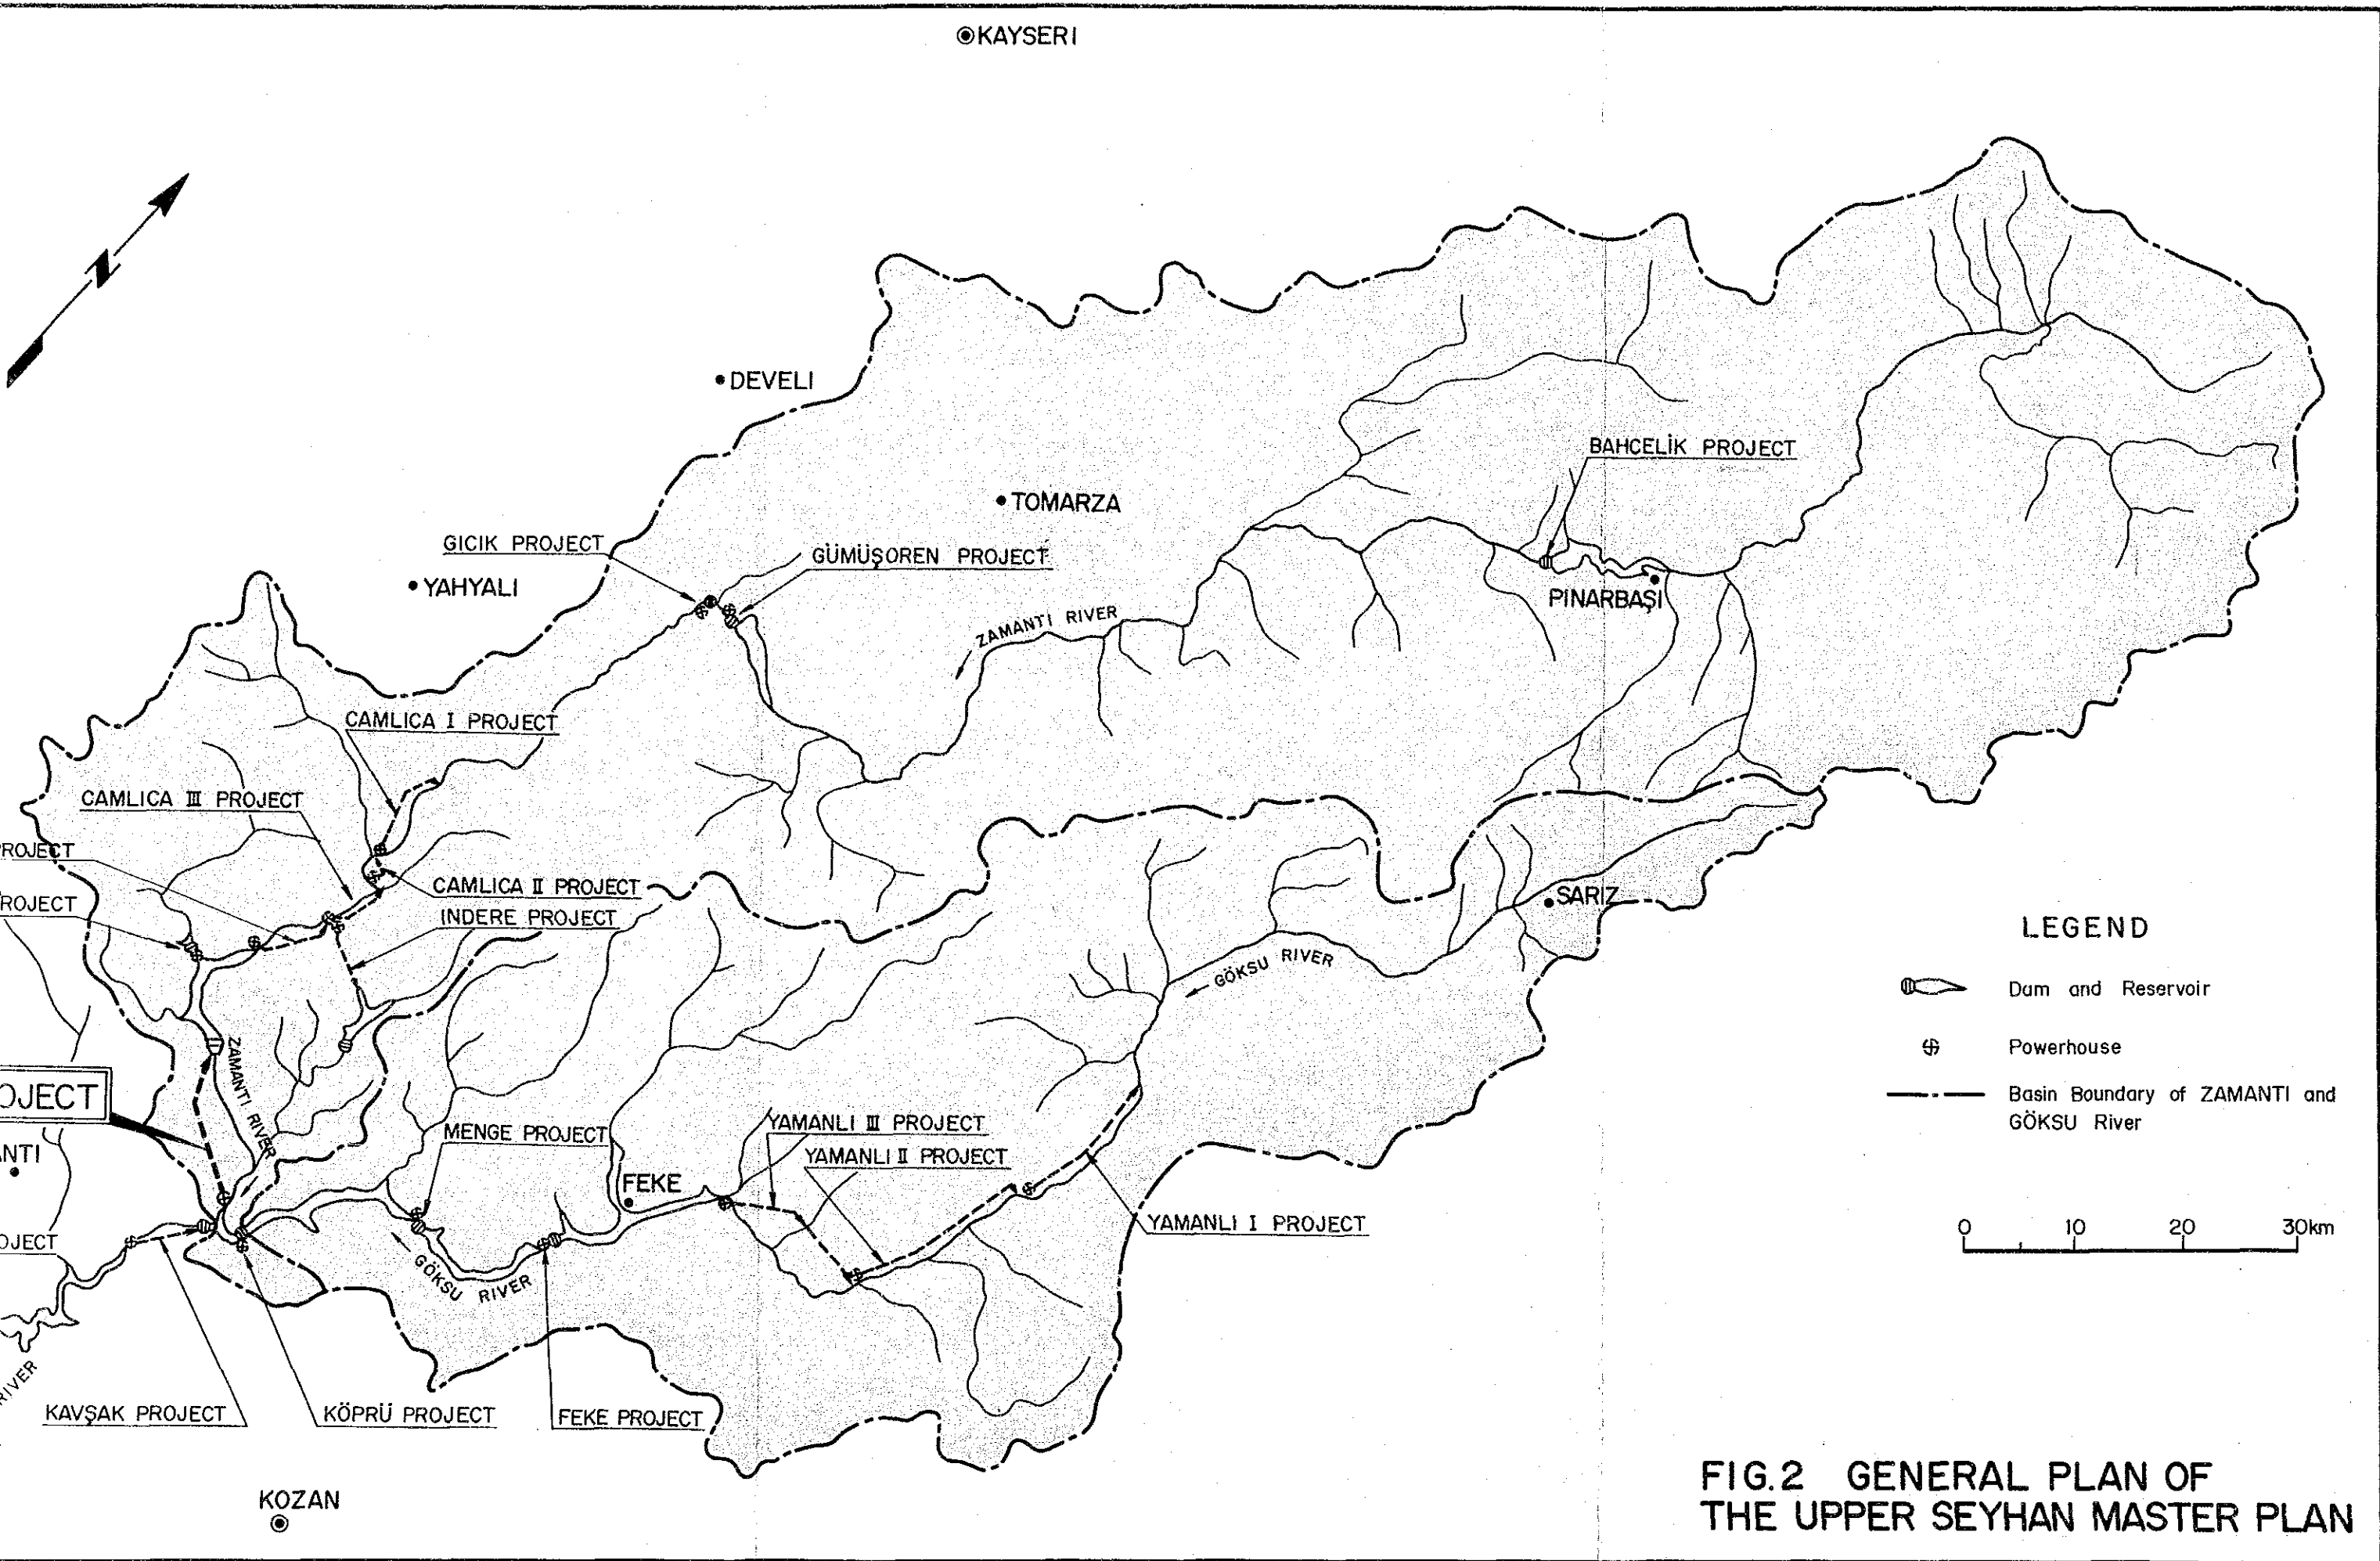 KAYSERI
N
DEVELI
BAHCELİK PROJECT
TOMARZA
GICIK PROJECT
GÜMÜŞOREN PROJECT
YAHYALI
PINARBAŞI
ZAMANTI RIVER
CAMLICA I PROJECT
CAMLICA III PROJECT
ROJECT
CAMLICA II PROJECT
SARIZ
ROJECT
INDERE PROJECT
LEGEND
GÖKSU RIVER
Dam and Reservoir
ZAMANTI RIVER
Powerhouse
OJECT
Basin Boundary of ZAMANTI and
GÖKSU River
YAMANLI III PROJECT
MENGE PROJECT
NTI
YAMANLI II PROJECT
FEKE
YAMANLI I PROJECT
0 10 20 30km
OJECT
GÖKSU RIVER
RIVER
KAVŞAK PROJECT
KÖPRÜ PROJECT
FEKE PROJECT
FIG.2 GENERAL PLAN OF
THE UPPER SEYHAN MASTER PLAN
KOZAN